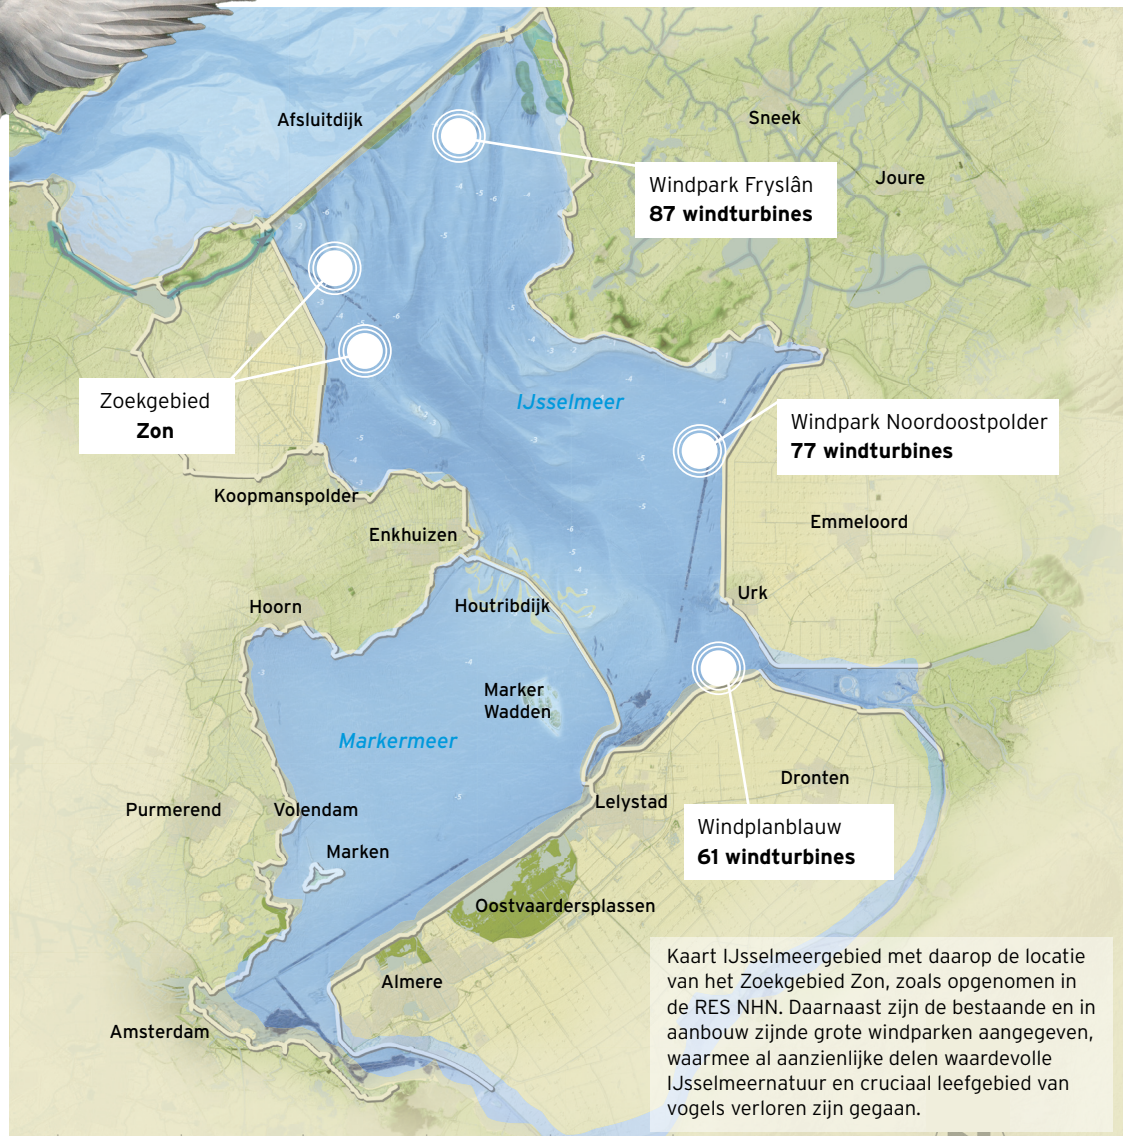 Afsluitdijk
Sneek
Joure
Windpark Fryslân
87 windturbines
Zoekgebied
Zon
IJsselmeer
Windpark Noordoostpolder
77 windturbines
Koopmanspolder
Enkhuizen
Emmeloord
Hoorn
Houtribdijk
Urk
Marker
Wadden
Markermeer
Dronten
Purmerend
Volendam
Lelystad
Windplanblauw
61 windturbines
Marken
Oostvaardersplassen
Almere
Amsterdam
Kaart IJsselmeergebied met daarop de locatie
van het Zoekgebied Zon, zoals opgenomen in
de RES NHN. Daarnaast zijn de bestaande en in
aanbouw zijnde grote windparken aangegeven,
waarmee al aanzienlijke delen waardevolle
IJsselmeernatuur en cruciaal leefgebied van
vogels verloren zijn gegaan.